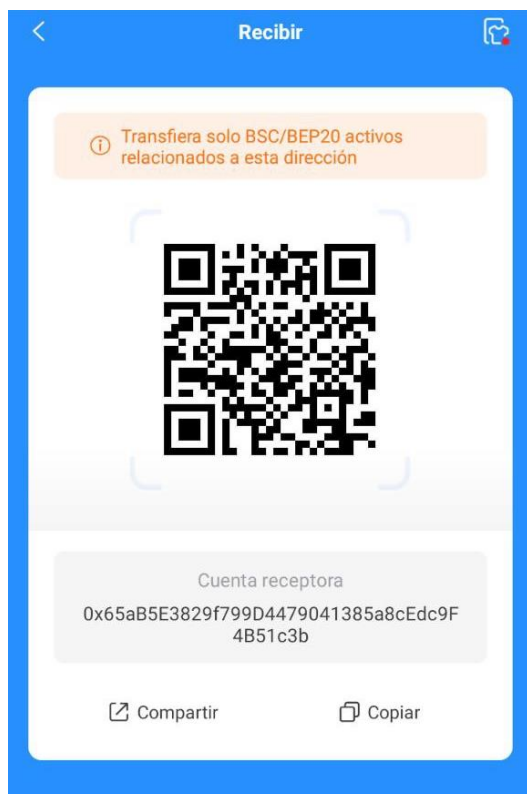 Recibir
Transfiera solo BSC/BEP20 activos
relacionados a esta dirección
Cuenta receptora
0x65aB5E3829f799D4479041385a8cEdc9F
4B51c3b
Compartir
Copiar